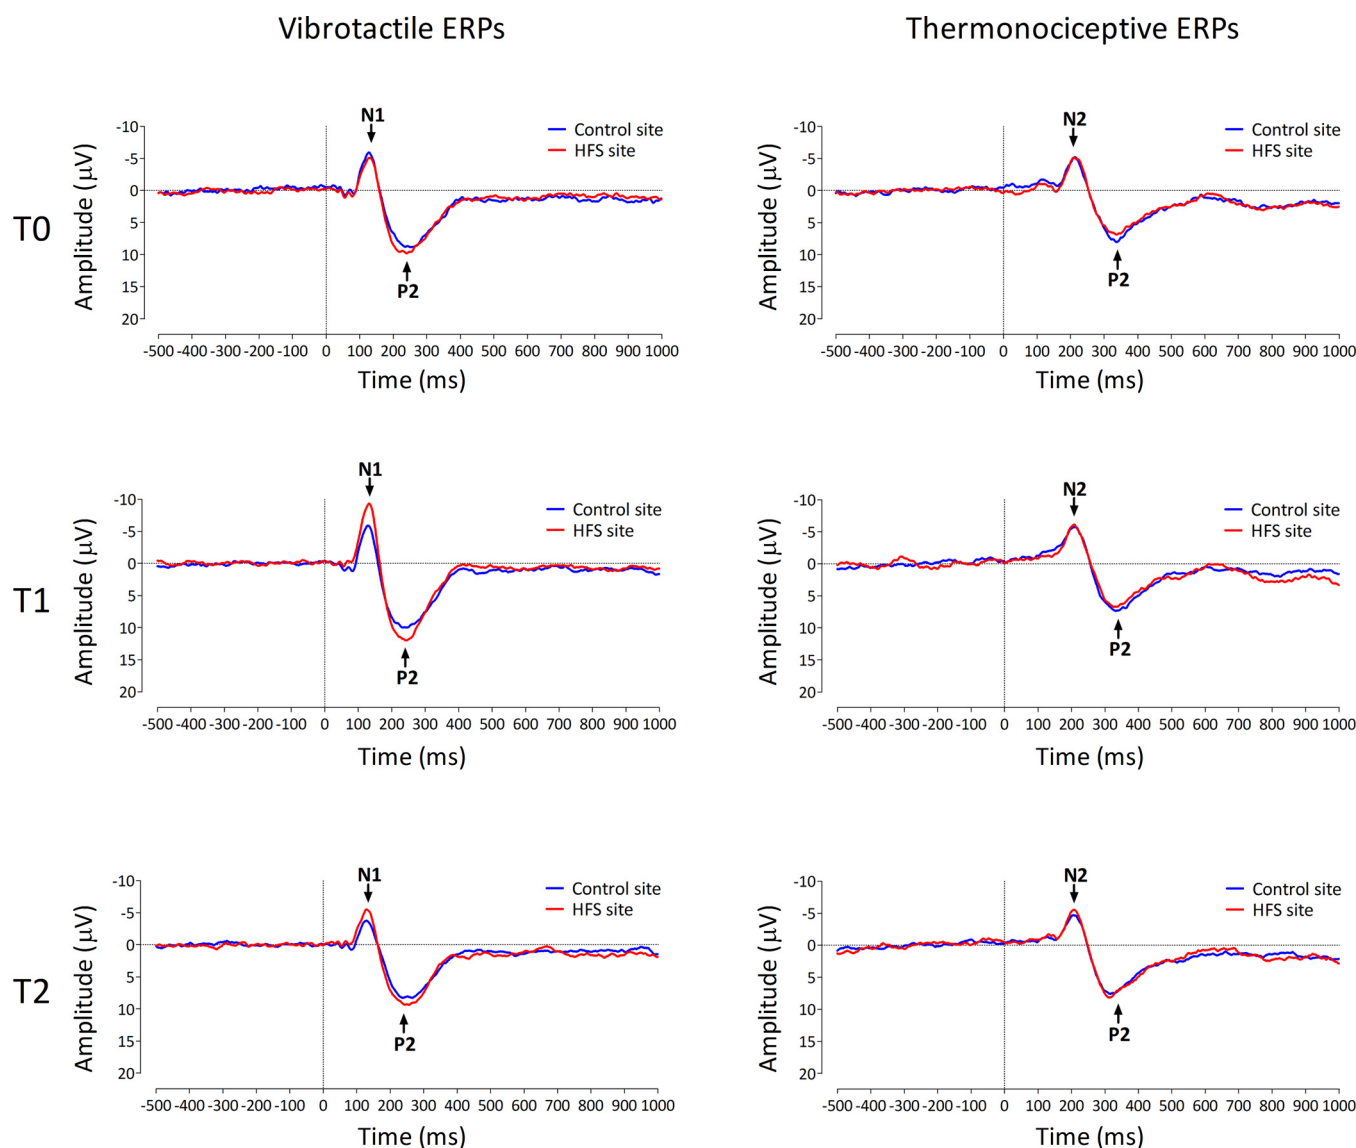 Vibrotactile ERPs
Thermonociceptive ERPs
T0
Amplitude (µV)
-10
-5
0
5
10
15
20
N1
P2
Control site
HFS site
-500 -400 -300 -200 -100 0 100 200 300 400 500 600 700 800 900 1000
Time (ms)
Amplitude (µV)
-10
-5
0
5
10
15
20
N2
P2
Control site
HFS site
-500 -400 -300 -200 -100 0 100 200 300 400 500 600 700 800 900 1000
Time (ms)
T1
Amplitude (µV)
-10
-5
0
5
10
15
20
N1
P2
Control site
HFS site
-500 -400 -300 -200 -100 0 100 200 300 400 500 600 700 800 900 1000
Time (ms)
Amplitude (µV)
-10
-5
0
5
10
15
20
N2
P2
Control site
HFS site
-500 -400 -300 -200 -100 0 100 200 300 400 500 600 700 800 900 1000
Time (ms)
T2
Amplitude (µV)
-10
-5
0
5
10
15
20
N1
P2
Control site
HFS site
-500 -400 -300 -200 -100 0 100 200 300 400 500 600 700 800 900 1000
Time (ms)
Amplitude (µV)
-10
-5
0
5
10
15
20
N2
P2
Control site
HFS site
-500 -400 -300 -200 -100 0 100 200 300 400 500 600 700 800 900 1000
Time (ms)